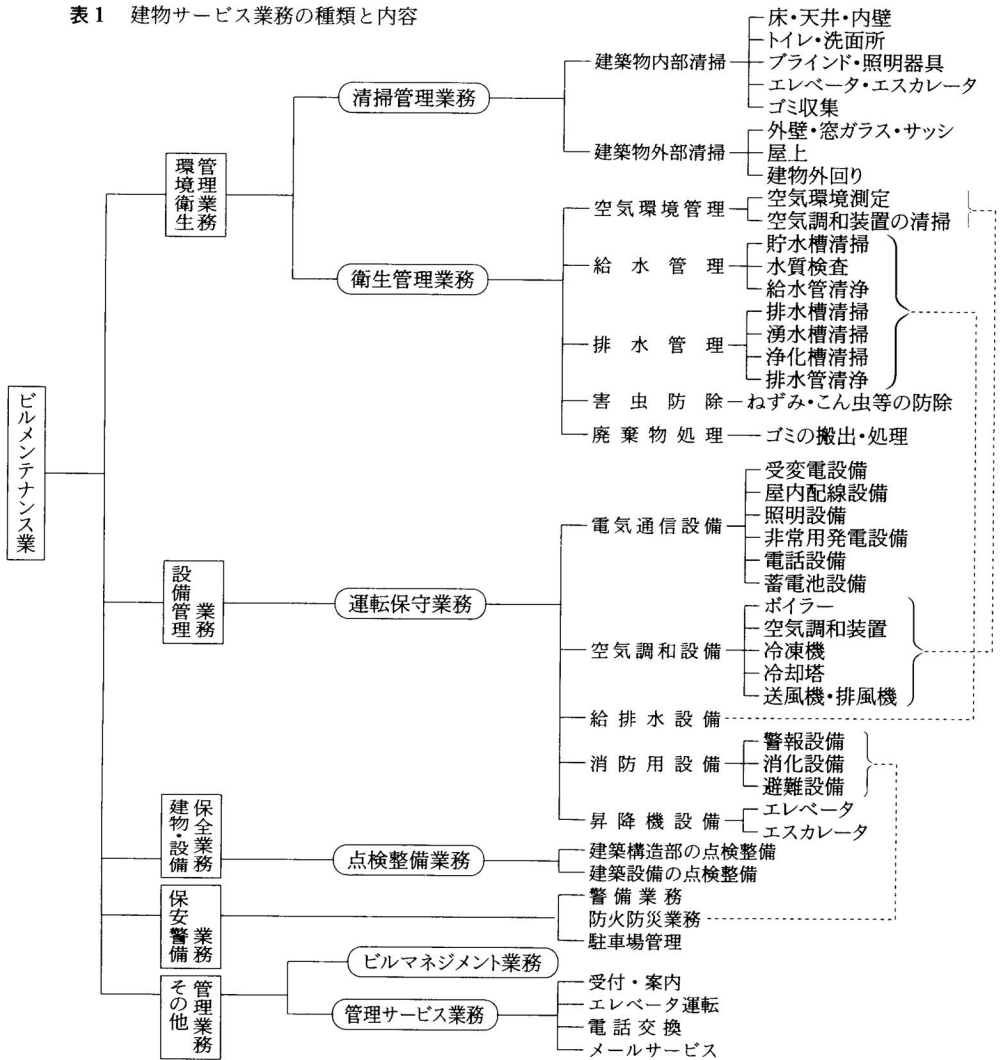 表1 建物サービス業務の種類と内容
ビルメンテナンス業
環境衛生管理業務
清掃管理業務
建築物内部清掃
床・天井・内壁
トイレ・洗面所
ブラインド・照明器具
エレベータ・エスカレータ
ゴミ収集
建築物外部清掃
外壁・窓ガラス・サッシ
屋上
建物外回り
衛生管理業務
空気環境管理
空気環境測定
空気調和装置の清掃
給水管理
貯水槽清掃
水質検査
給水管清浄
排水管理
排水槽清掃
湧水槽清掃
浄化槽清掃
排水管清浄
害虫防除
ねずみ・こん虫等の防除
廃棄物処理
ゴミの搬出・処理
設備管理業務
運転保守業務
電気通信設備
受変電設備
屋内配線設備
照明設備
非常用発電設備
電話設備
蓄電池設備
空気調和設備
ボイラー
空気調和装置
冷凍機
冷却塔
送風機・排風機
給排水設備
消防用設備
警報設備
消化設備
避難設備
昇降機設備
エレベータ
エスカレータ
建物・設備保全業務
点検整備業務
建築構造部の点検整備
建築設備の点検整備
保安警備業務
警備業務
防火防災業務
駐車場管理
その他管理業務
ビルマネジメント業務
管理サービス業務
受付・案内
エレベータ運転
電話交換
メールサービス